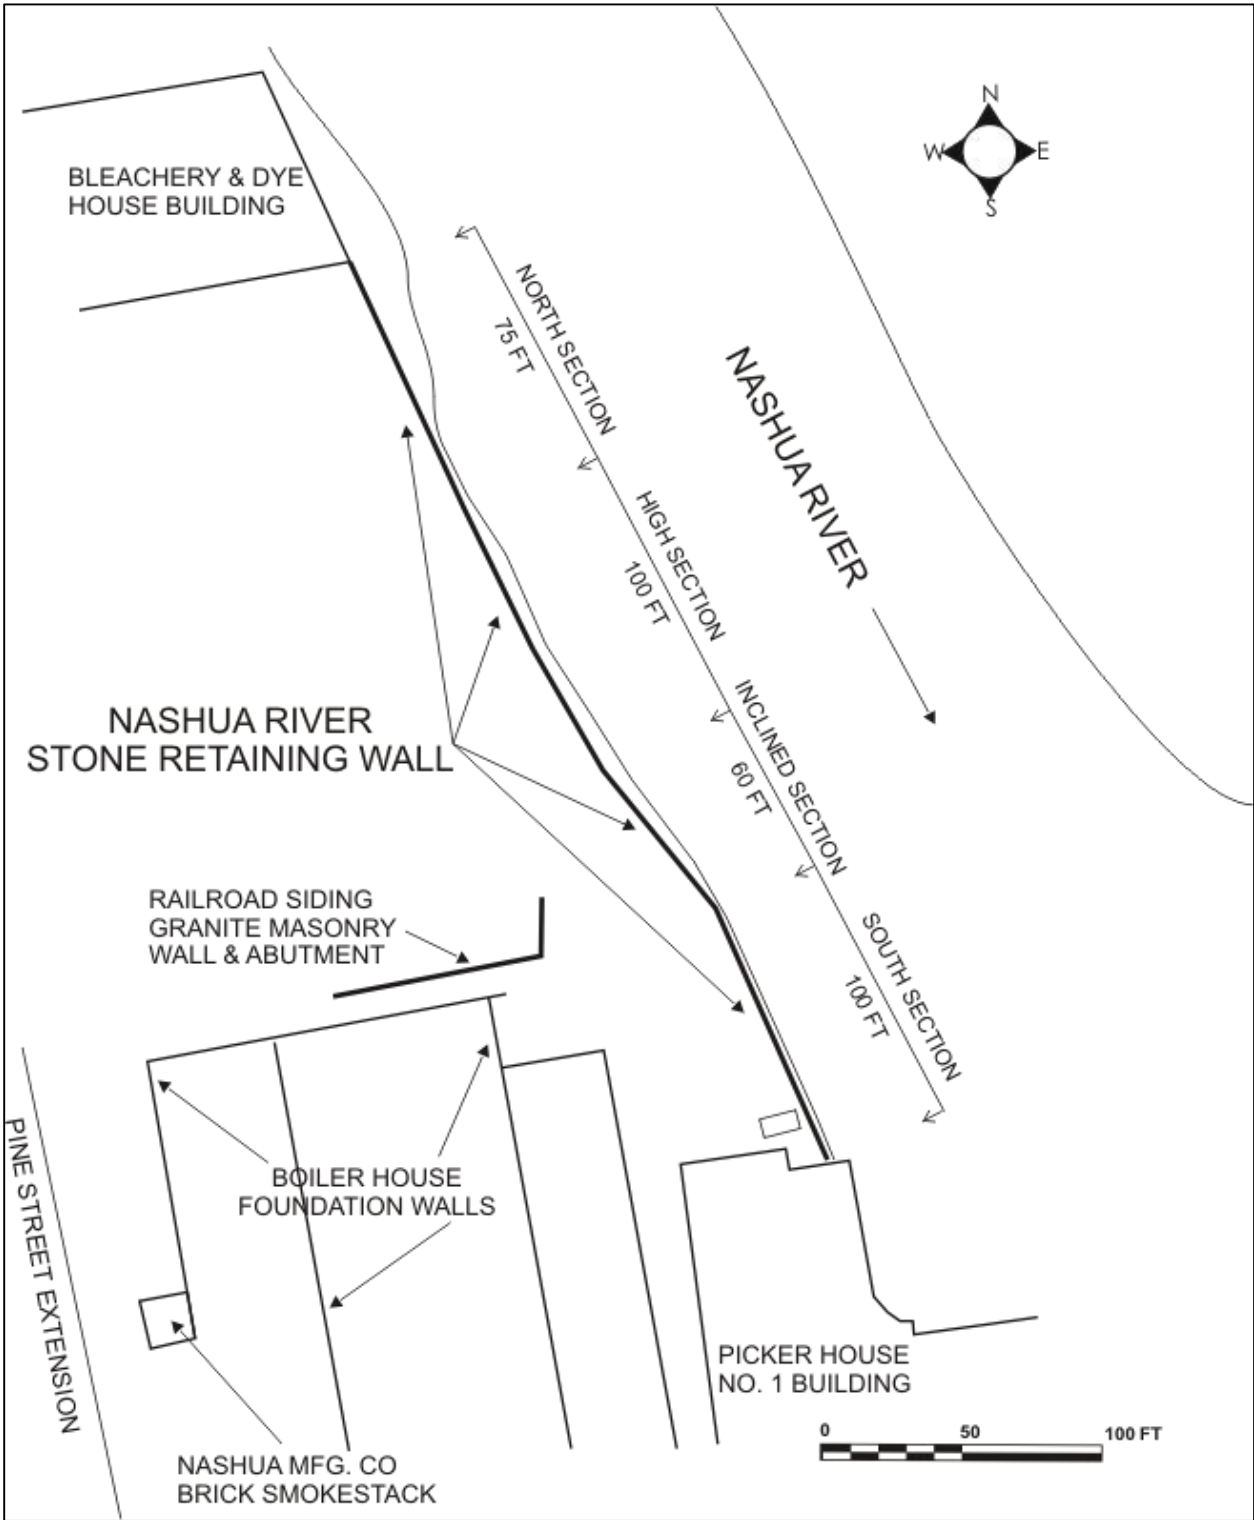 N
W
E
S
BLEACHERY & DYE
HOUSE BUILDING
NORTH SECTION
75 FT
HIGH SECTION
100 FT
NASHUA RIVER
INCLINED SECTION
60 FT
SOUTH SECTION
100 FT
NASHUA RIVER
STONE RETAINING WALL
RAILROAD SIDING
GRANITE MASONRY
WALL & ABUTMENT
BOILER HOUSE
FOUNDATION WALLS
PINE STREET EXTENSION
PICKER HOUSE
NO. 1 BUILDING
NASHUA MFG. CO
BRICK SMOKESTACK
0 50 100 FT